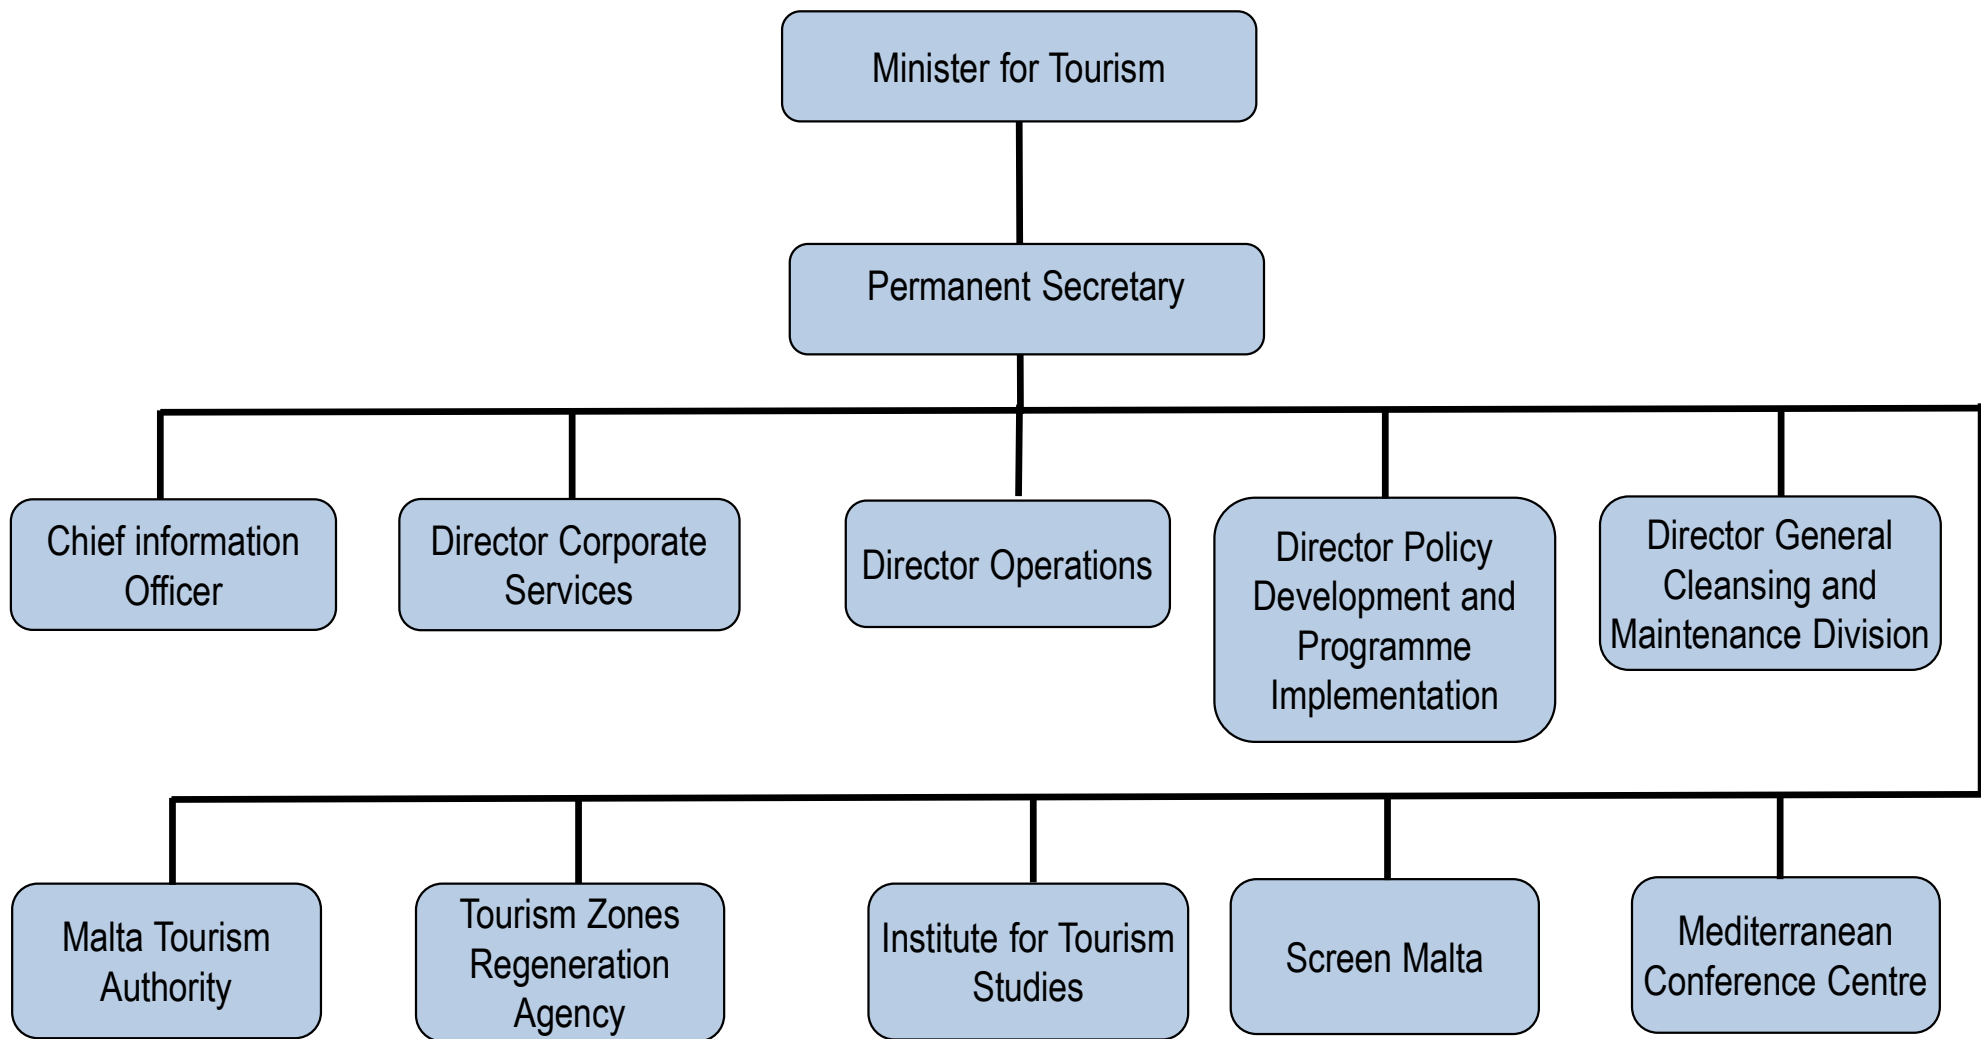 Minister for Tourism
Permanent Secretary
Chief information
Officer
Director Corporate
Services
Director Operations
Director Policy
Development and
Programme
Implementation
Director General
Cleansing and
Maintenance Division
Malta Tourism
Authority
Tourism Zones
Regeneration
Agency
Institute for Tourism
Studies
Screen Malta
Mediterranean
Conference Centre